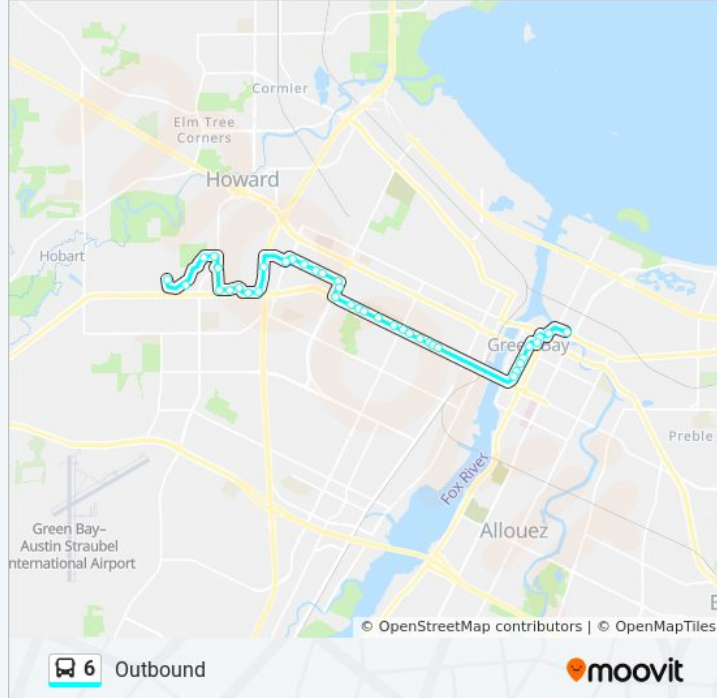 Cormier
Elm Tree
Corners
Howard
Hobart
Green Bay
Preble
Fox River
Allouez
Green Bay–
Austin Straubel
nternational Airport
E
© OpenStreetMap contributors | © OpenMapTiles
6 Outbound
moovit